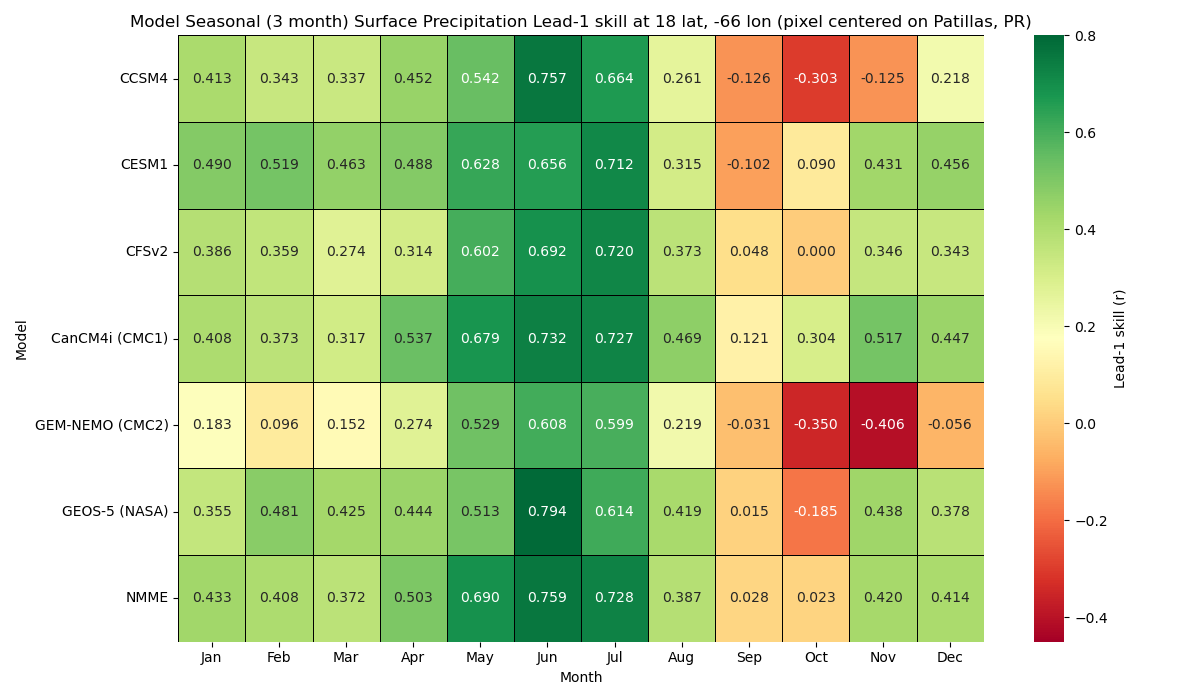 Model Seasonal (3 month) Surface Precipitation Lead-1 skill at 18 lat, -66 lon (pixel centered on Patillas, PR)
CCSM4 0.413 0.343 0.337 0.452 0.542 0.757 0.664 0.261 -0.126 -0.303 -0.125 0.218
CESM1 0.490 0.519 0.463 0.488 0.628 0.656 0.712 0.315 -0.102 0.090 0.431 0.456
CFSv2 0.386 0.359 0.274 0.314 0.602 0.692 0.720 0.373 0.048 0.000 0.346 0.343
CanCM4i (CMC1) 0.408 0.373 0.317 0.537 0.679 0.732 0.727 0.469 0.121 0.304 0.517 0.447
GEM-NEMO (CMC2) 0.183 0.096 0.152 0.274 0.529 0.608 0.599 0.219 -0.031 -0.350 -0.406 -0.056
GEOS-5 (NASA) 0.355 0.481 0.425 0.444 0.513 0.794 0.614 0.419 0.015 -0.185 0.438 0.378
NMME 0.433 0.408 0.372 0.503 0.690 0.759 0.728 0.387 0.028 0.023 0.420 0.414
Jan Feb Mar Apr May Jun Jul Aug Sep Oct Nov Dec
Month
Model
0.8
0.6
0.4
0.2
0.0
−0.2
−0.4
Lead-1 skill (r)